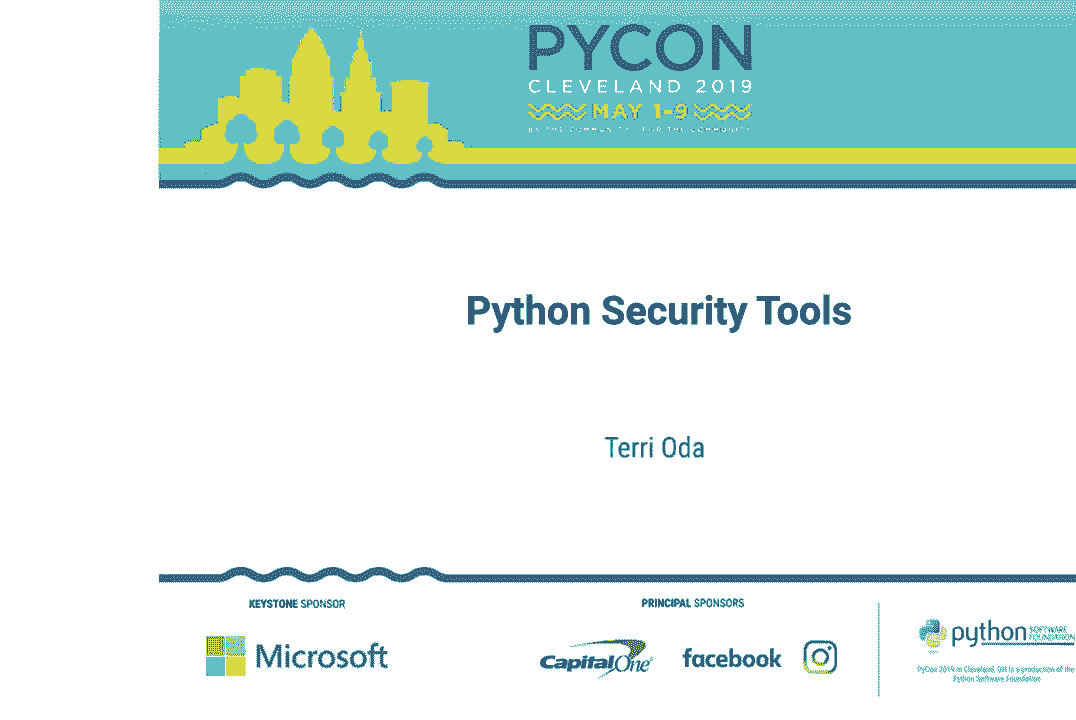 PYCON
CLEVELAND 2019
MAY 1-9
BY THE COMMUNITY FOR THE COMMUNITY
Python Security Tools
Terri Oda
KEYSTONE SPONSOR
PRINCIPAL SPONSORS
Microsoft
CapitalOne
facebook
python
SOFTWARE
FOUNDATION
PyCon 2019 in Cleveland, OH is a production of the
Python Software Foundation